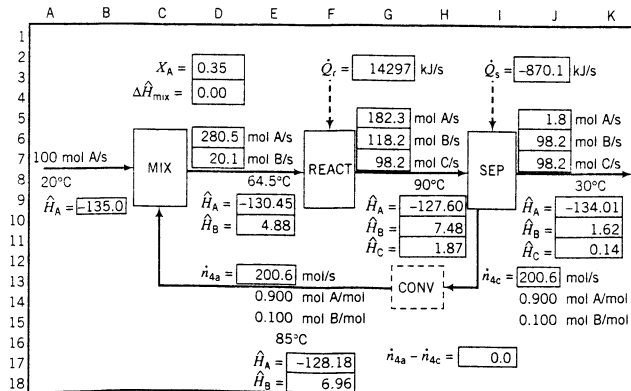 A B C D E F G H I J K
1
2 X_A = 0.35 Q̇_r = 14297 kJ/s Q̇_s = -870.1 kJ/s
3
4 ΔĤ_mix = 0.00
5 182.3 mol A/s 1.8 mol A/s
6 280.5 mol A/s 118.2 mol B/s 98.2 mol B/s
7 100 mol A/s MIX 20.1 mol B/s REACT 98.2 mol C/s SEP 98.2 mol C/s
8 20°C 64.5°C 90°C 30°C
9 Ĥ_A = -135.0 Ĥ_A = -130.45 Ĥ_A = -127.60 Ĥ_A = -134.01
10 Ĥ_B = 4.88 Ĥ_B = 7.48 Ĥ_B = 1.62
11 Ĥ_C = 1.87 Ĥ_C = 0.14
12
13 ṅ_4a = 200.6 mol/s CONV ṅ_4c = 200.6 mol/s
14 0.900 mol A/mol 0.900 mol A/mol
15 0.100 mol B/mol 0.100 mol B/mol
16 85°C
17 Ĥ_A = -128.18 ṅ_4a - ṅ_4c = 0.0
18 Ĥ_B = 6.96